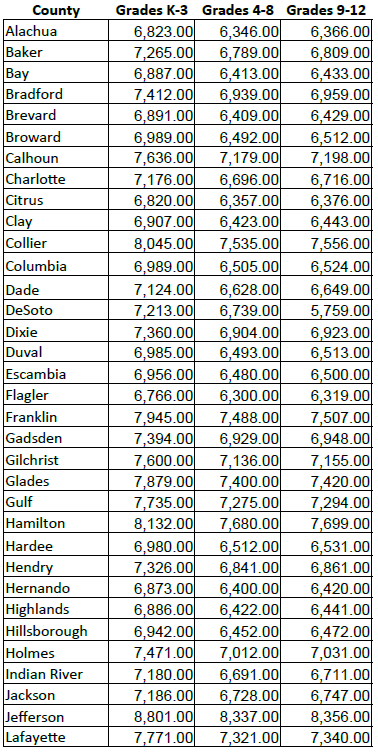 County Grades K-3 Grades 4-8 Grades 9-12
Alachua 6,823.00 6,346.00 6,366.00
Baker 7,265.00 6,789.00 6,809.00
Bay 6,887.00 6,413.00 6,433.00
Bradford 7,412.00 6,939.00 6,959.00
Brevard 6,891.00 6,409.00 6,429.00
Broward 6,989.00 6,492.00 6,512.00
Calhoun 7,636.00 7,179.00 7,198.00
Charlotte 7,176.00 6,696.00 6,716.00
Citrus 6,820.00 6,357.00 6,376.00
Clay 6,907.00 6,423.00 6,443.00
Collier 8,045.00 7,535.00 7,556.00
Columbia 6,989.00 6,505.00 6,524.00
Dade 7,124.00 6,628.00 6,649.00
DeSoto 7,213.00 6,739.00 5,759.00
Dixie 7,360.00 6,904.00 6,923.00
Duval 6,985.00 6,493.00 6,513.00
Escambia 6,956.00 6,480.00 6,500.00
Flagler 6,766.00 6,300.00 6,319.00
Franklin 7,945.00 7,488.00 7,507.00
Gadsden 7,394.00 6,929.00 6,948.00
Gilchrist 7,600.00 7,136.00 7,155.00
Glades 7,879.00 7,400.00 7,420.00
Gulf 7,735.00 7,275.00 7,294.00
Hamilton 8,132.00 7,680.00 7,699.00
Hardee 6,980.00 6,512.00 6,531.00
Hendry 7,326.00 6,841.00 6,861.00
Hernando 6,873.00 6,400.00 6,420.00
Highlands 6,886.00 6,422.00 6,441.00
Hillsborough 6,942.00 6,452.00 6,472.00
Holmes 7,471.00 7,012.00 7,031.00
Indian River 7,180.00 6,691.00 6,711.00
Jackson 7,186.00 6,728.00 6,747.00
Jefferson 8,801.00 8,337.00 8,356.00
Lafayette 7,771.00 7,321.00 7,340.00